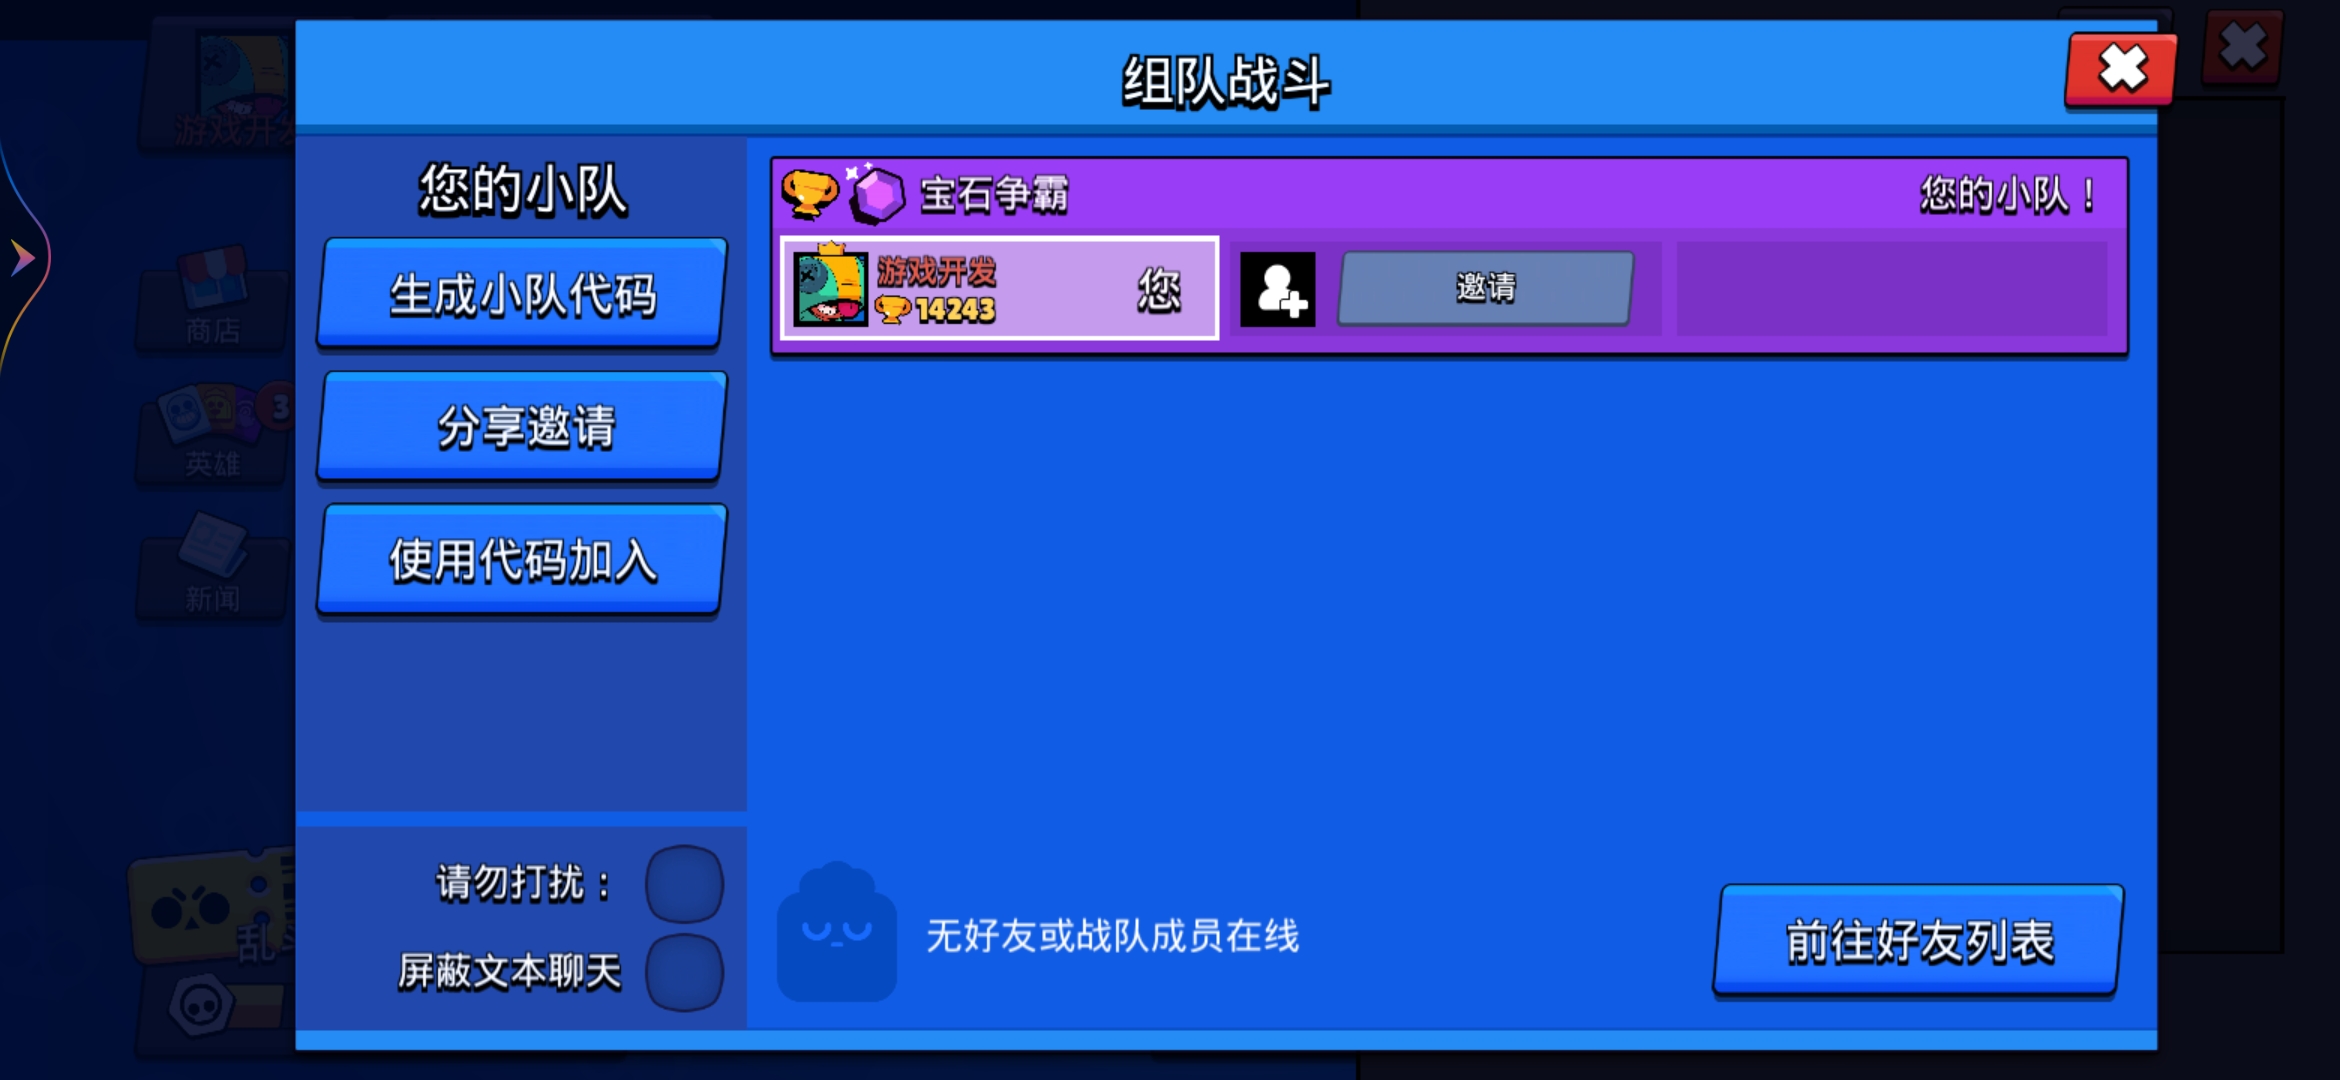 组队战斗
游戏开发
您的小队
生成小队代码
分享邀请
使用代码加入
请勿打扰：
屏蔽文本聊天
宝石争霸
您的小队！
游戏开发
14243
您
邀请
无好友或战队成员在线
前往好友列表
商店
3
英雄
新闻
乱